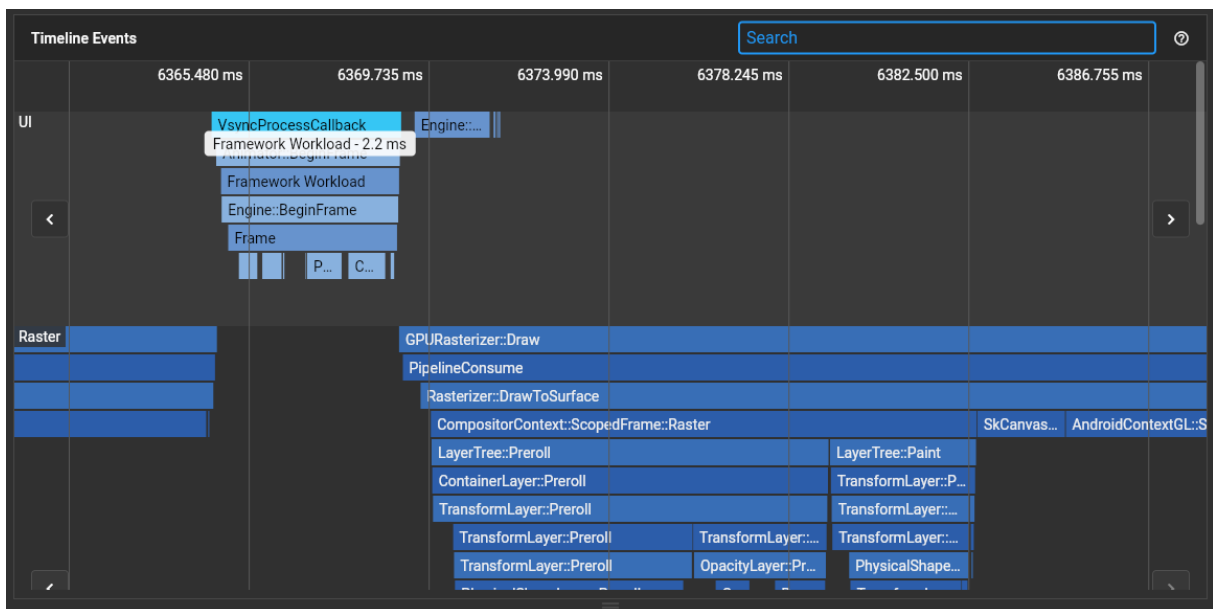 Timeline Events
Search
6365.480 ms 6369.735 ms 6373.990 ms 6378.245 ms 6382.500 ms 6386.755 ms
UI
VsyncProcessCallback Engine::...
Framework Workload - 2.2 ms
Animator::BeginFrame
Framework Workload
Engine::BeginFrame
Frame
P... C...
Raster
GPURasterizer::Draw
PipelineConsume
Rasterizer::DrawToSurface
CompositorContext::ScopedFrame::Raster SkCanvas... AndroidContextGL::S
LayerTree::Preroll LayerTree::Paint
ContainerLayer::Preroll TransformLayer::P...
TransformLayer::Preroll TransformLayer::...
TransformLayer::Preroll TransformLayer::... TransformLayer::...
TransformLayer::Preroll OpacityLayer::Pr... PhysicalShape...